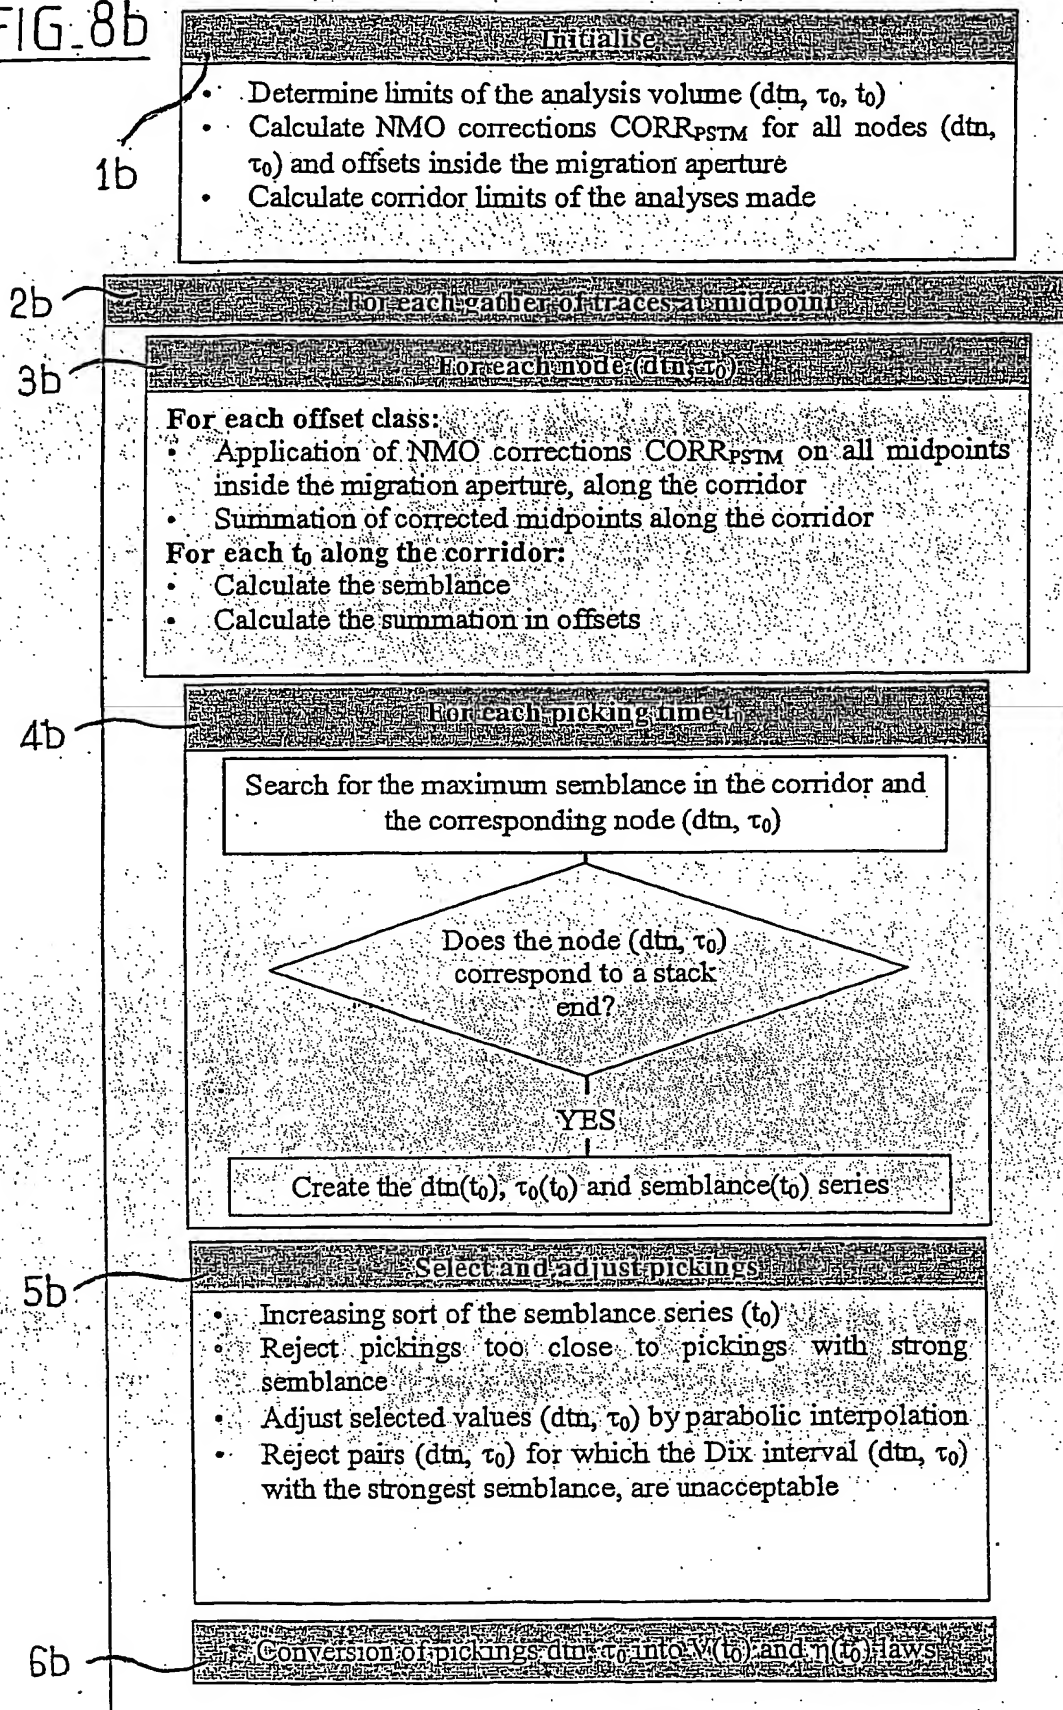 FIG_8b
Initialise
• Determine limits of the analysis volume (dtn, τ0, t0)
• Calculate NMO corrections CORRPSTM for all nodes (dtn,
τ0) and offsets inside the migration aperture
• Calculate corridor limits of the analyses made
1b
2b
For each gather of traces at midpoint
3b
For each node (dtn, τ0)
For each offset class:
• Application of NMO corrections CORRPSTM on all midpoints
inside the migration aperture, along the corridor
• Summation of corrected midpoints along the corridor
For each t0 along the corridor:
• Calculate the semblance
• Calculate the summation in offsets
4b
For each picking time t0
Search for the maximum semblance in the corridor and
the corresponding node (dtn, τ0)
Does the node (dtn, τ0)
correspond to a stack
end?
YES
Create the dtn(t0), τ0(t0) and semblance(t0) series
5b
Select and adjust pickings
• Increasing sort of the semblance series (t0)
• Reject pickings too close to pickings with strong
semblance
• Adjust selected values (dtn, τ0) by parabolic interpolation
• Reject pairs (dtn, τ0) for which the Dix interval (dtn, τ0)
with the strongest semblance, are unacceptable
6b
Conversion of pickings dtn, τ0 into V(t0) and η(t0) laws